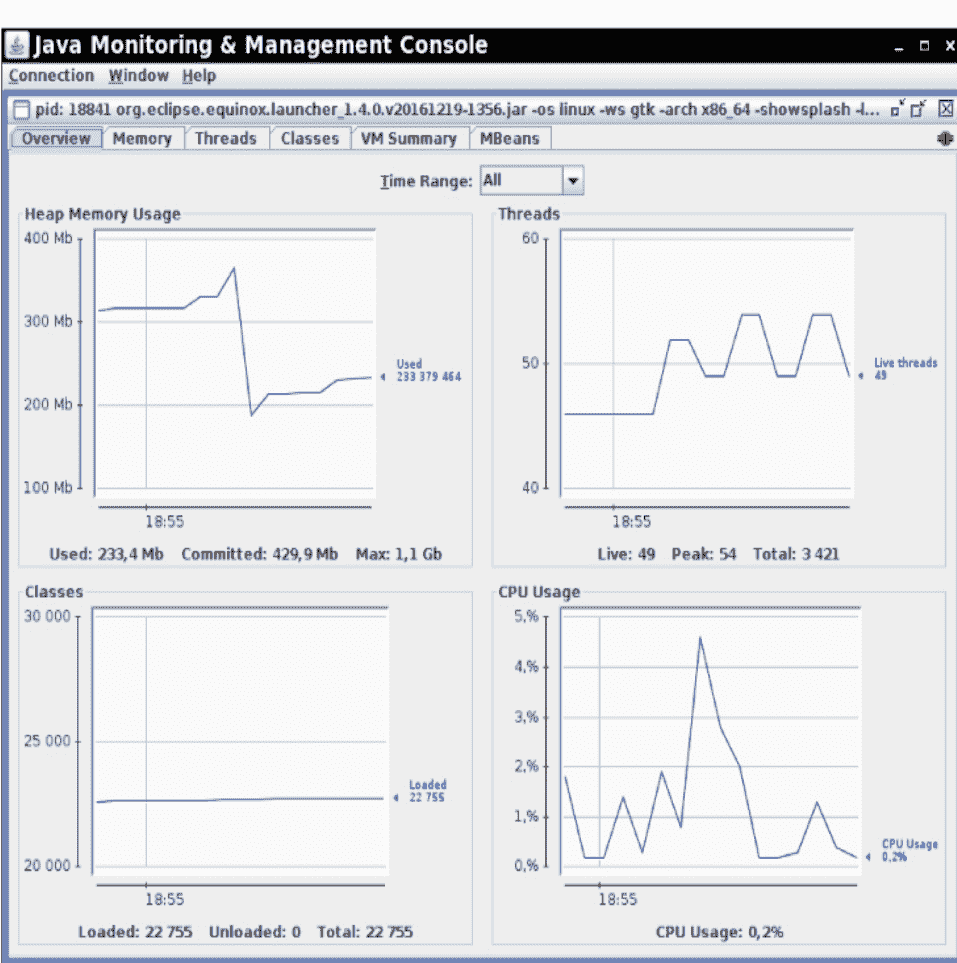 Java Monitoring & Management Console
Connection Window Help
pid: 18841 org.eclipse.equinox.launcher_1.4.0.v20161219-1356.jar -os linux -ws gtk -arch x86_64 -showsplash -l...
Overview Memory Threads Classes VM Summary MBeans
Time Range: All
Heap Memory Usage
400 Mb
300 Mb
200 Mb
100 Mb
Used
233 379 464
18:55
Used: 233,4 Mb Committed: 429,9 Mb Max: 1,1 Gb
Threads
60
50
40
Live threads
49
18:55
Live: 49 Peak: 54 Total: 3 421
Classes
30 000
25 000
20 000
Loaded
22 755
18:55
Loaded: 22 755 Unloaded: 0 Total: 22 755
CPU Usage
5,%
4,%
3,%
2,%
1,%
0,%
CPU Usage
0,2%
18:55
CPU Usage: 0,2%